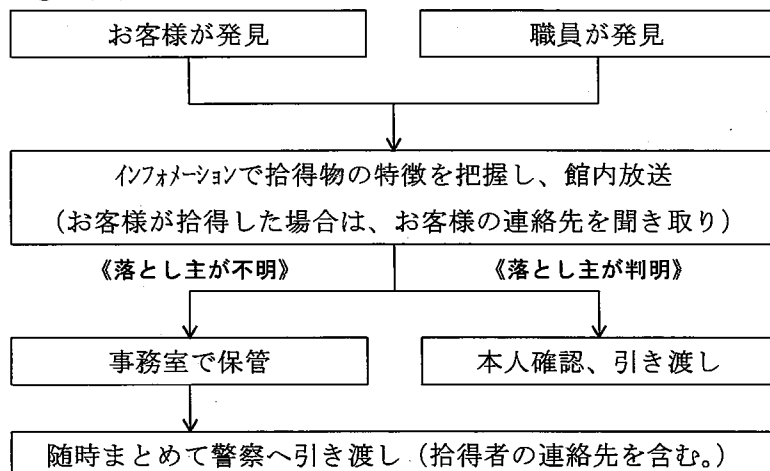 お客様が発見
職員が発見
インフォメーションで拾得物の特徴を把握し、館内放送
（お客様が拾得した場合は、お客様の連絡先を聞き取り）
《落とし主が不明》
《落とし主が判明》
事務室で保管
本人確認、引き渡し
随時まとめて警察へ引き渡し（拾得者の連絡先を含む。）